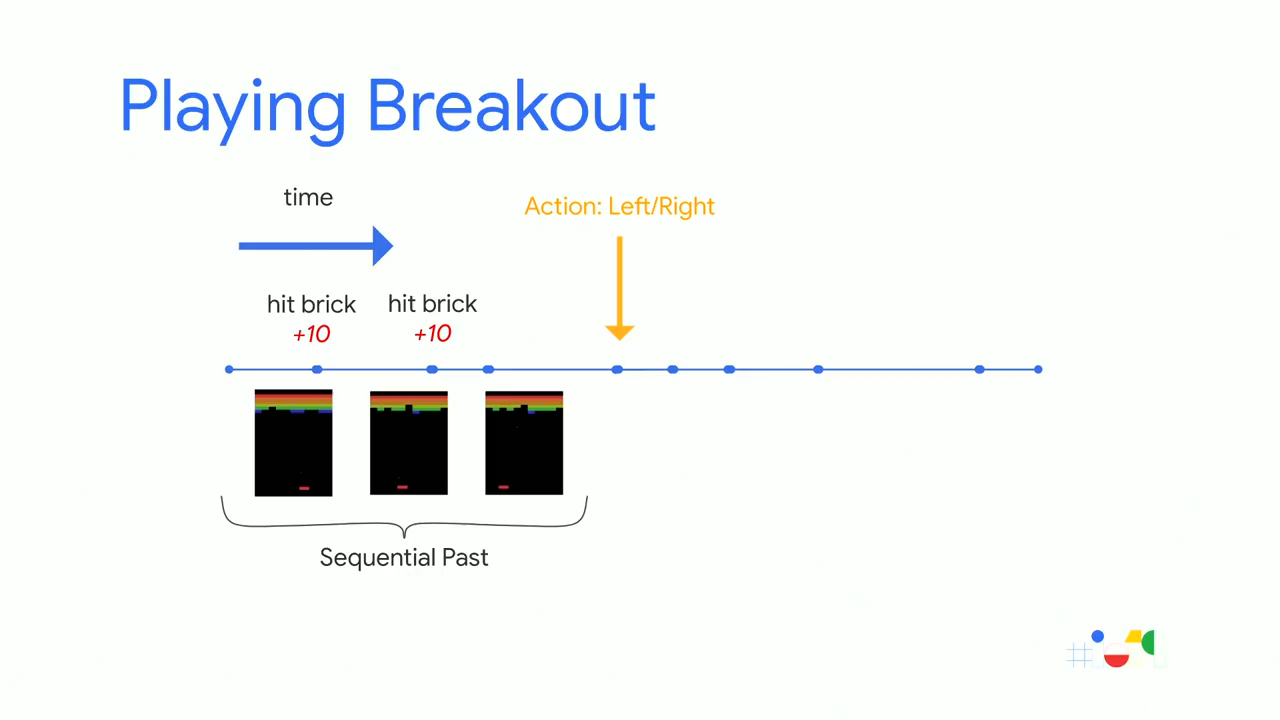 Playing Breakout
time
Action: Left/Right
hit brick
+10
hit brick
+10
Sequential Past